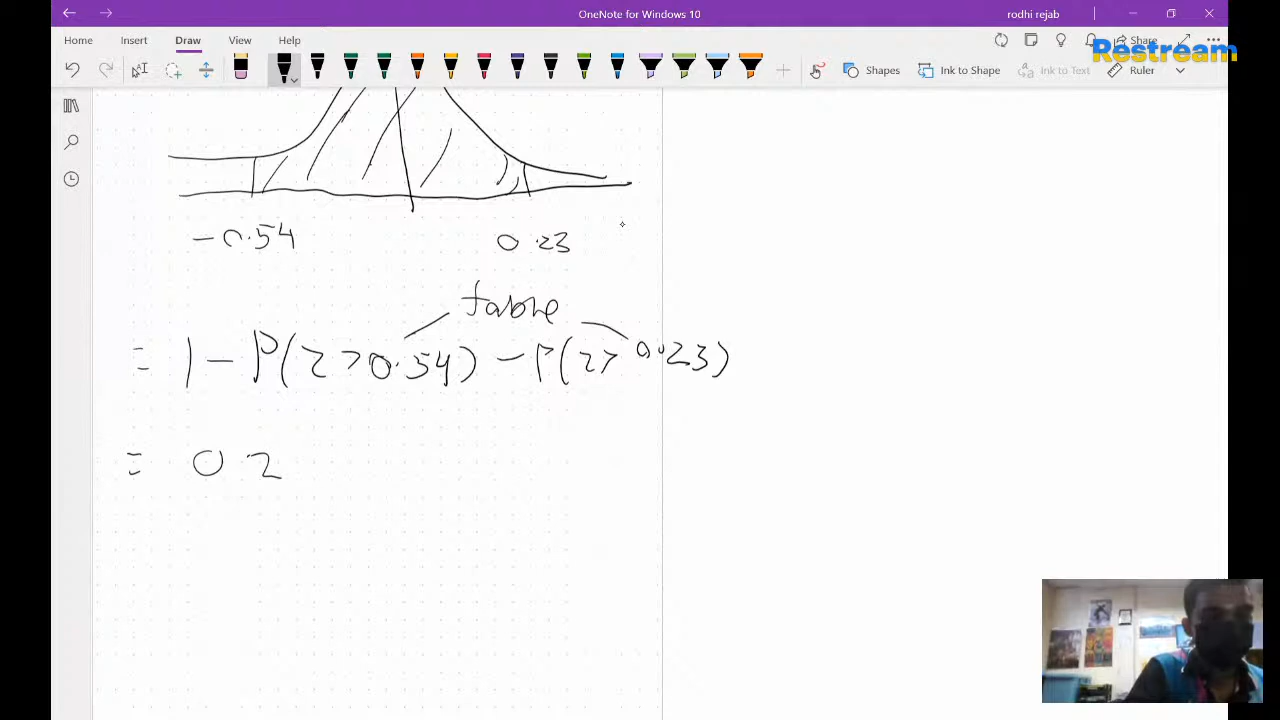 OneNote for Windows 10
rodhi rejab
Home Insert Draw View Help
Share
Restream
Shapes Ink to Shape Ink to Text Ruler
-0.54 0.23
table
= 1 - P(Z > 0.54) - P(Z > 0.23)
= 0.2